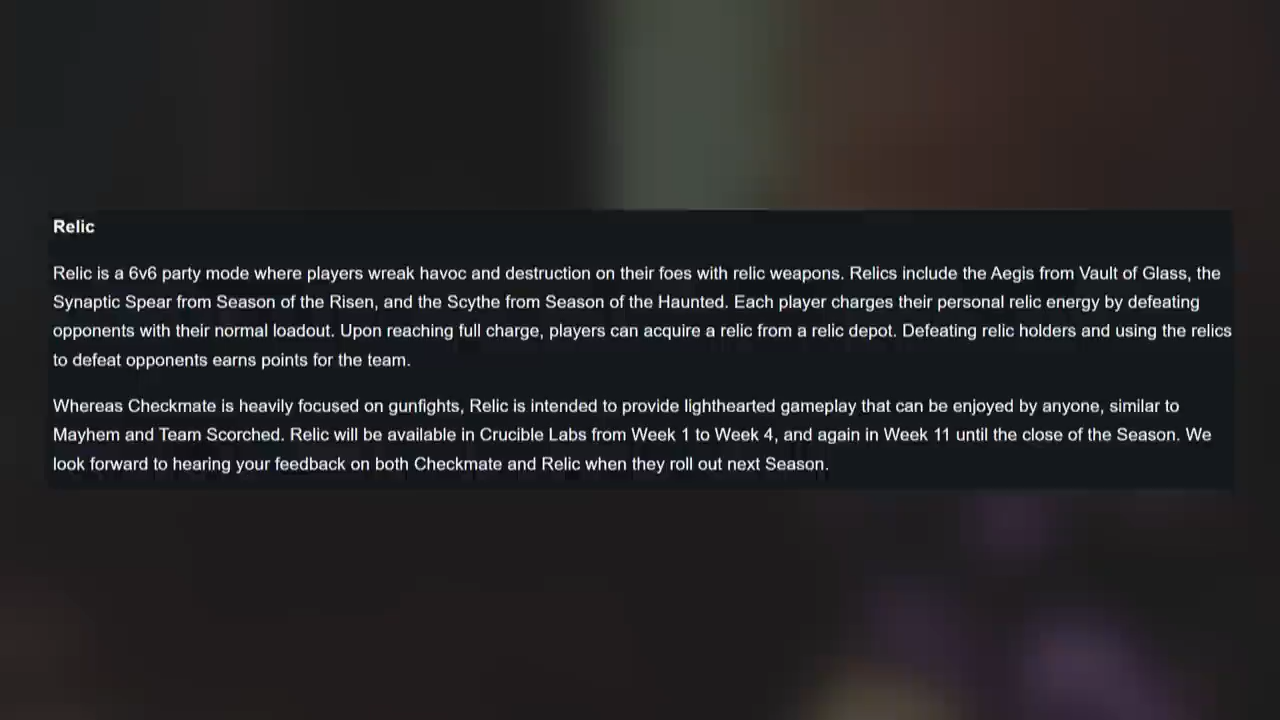 Relic
Relic is a 6v6 party mode where players wreak havoc and destruction on their foes with relic weapons. Relics include the Aegis from Vault of Glass, the
Synaptic Spear from Season of the Risen, and the Scythe from Season of the Haunted. Each player charges their personal relic energy by defeating
opponents with their normal loadout. Upon reaching full charge, players can acquire a relic from a relic depot. Defeating relic holders and using the relics
to defeat opponents earns points for the team.
Whereas Checkmate is heavily focused on gunfights, Relic is intended to provide lighthearted gameplay that can be enjoyed by anyone, similar to
Mayhem and Team Scorched. Relic will be available in Crucible Labs from Week 1 to Week 4, and again in Week 11 until the close of the Season. We
look forward to hearing your feedback on both Checkmate and Relic when they roll out next Season.